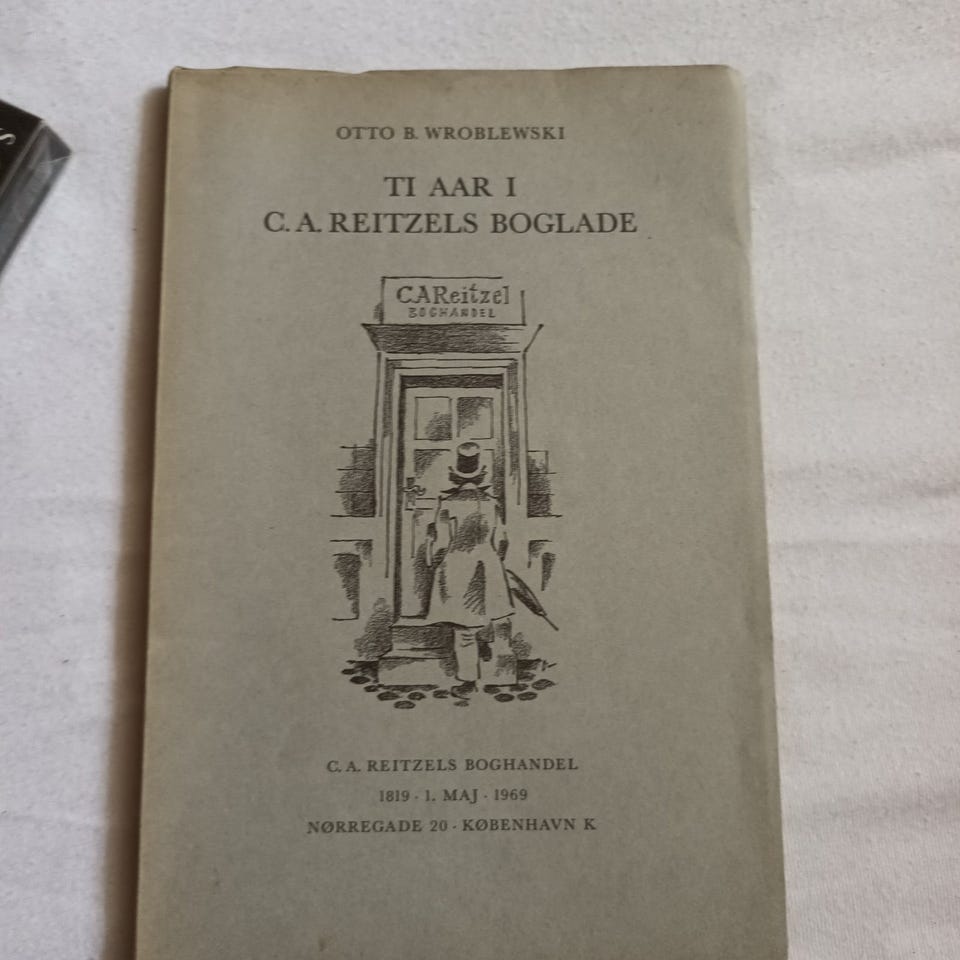 OTTO B. WROBLEWSKI
TI AAR I
C. A. REITZELS BOGLADE
C.A.Reitzel
BOGHANDEL
C. A. REITZELS BOGHANDEL
1819 · 1. MAJ · 1969
NØRREGADE 20 · KØBENHAVN K